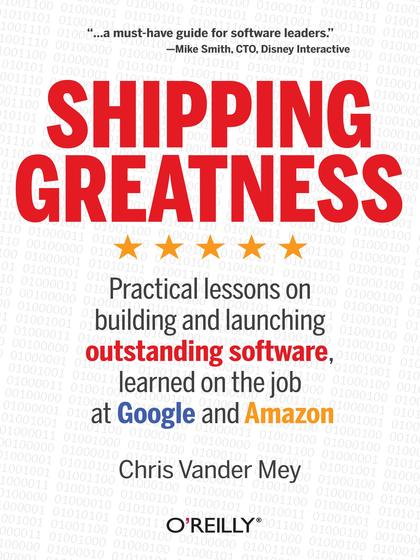 “...a must-have guide for software leaders.”
—Mike Smith, CTO, Disney Interactive
SHIPPING
GREATNESS
Practical lessons on
building and launching
outstanding software,
learned on the job
at Google and Amazon
Chris Vander Mey
O'REILLY®